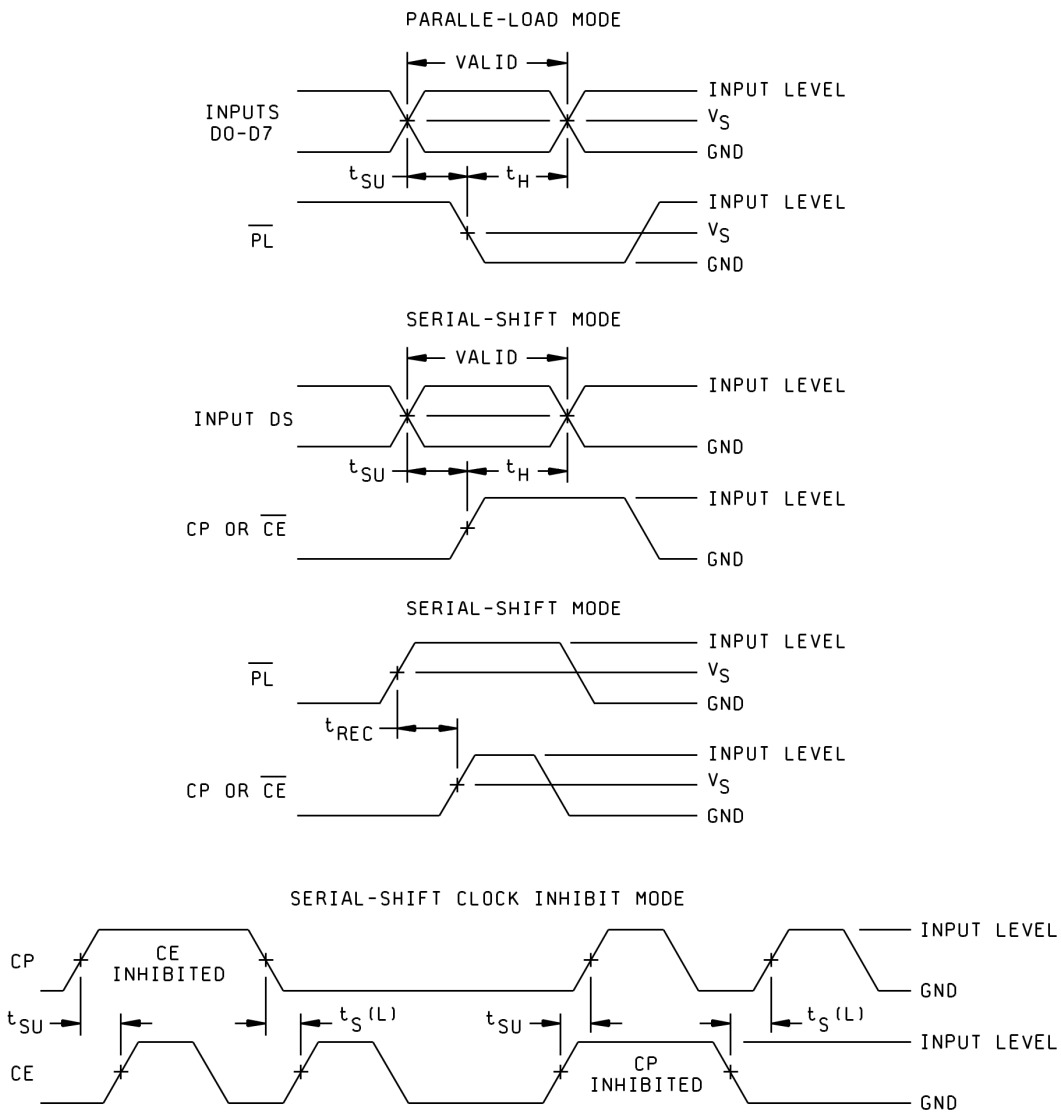 PARALLE-LOAD MODE
VALID
INPUTS
D0-D7
INPUT LEVEL
VS
GND
tSU
tH
PL
INPUT LEVEL
VS
GND
SERIAL-SHIFT MODE
VALID
INPUT DS
INPUT LEVEL
GND
tSU
tH
CP OR CE
INPUT LEVEL
GND
SERIAL-SHIFT MODE
PL
INPUT LEVEL
VS
GND
tREC
CP OR CE
INPUT LEVEL
VS
GND
SERIAL-SHIFT CLOCK INHIBIT MODE
CP
CE
INHIBITED
INPUT LEVEL
GND
tSU
tS(L)
tSU
tS(L)
CE
CP
INHIBITED
INPUT LEVEL
GND